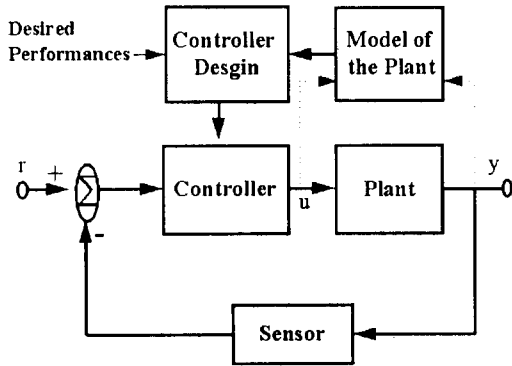 Desired
Performances
Controller
Desgin
Model of
the Plant
r
+
Σ
-
Controller
u
Plant
y
Sensor